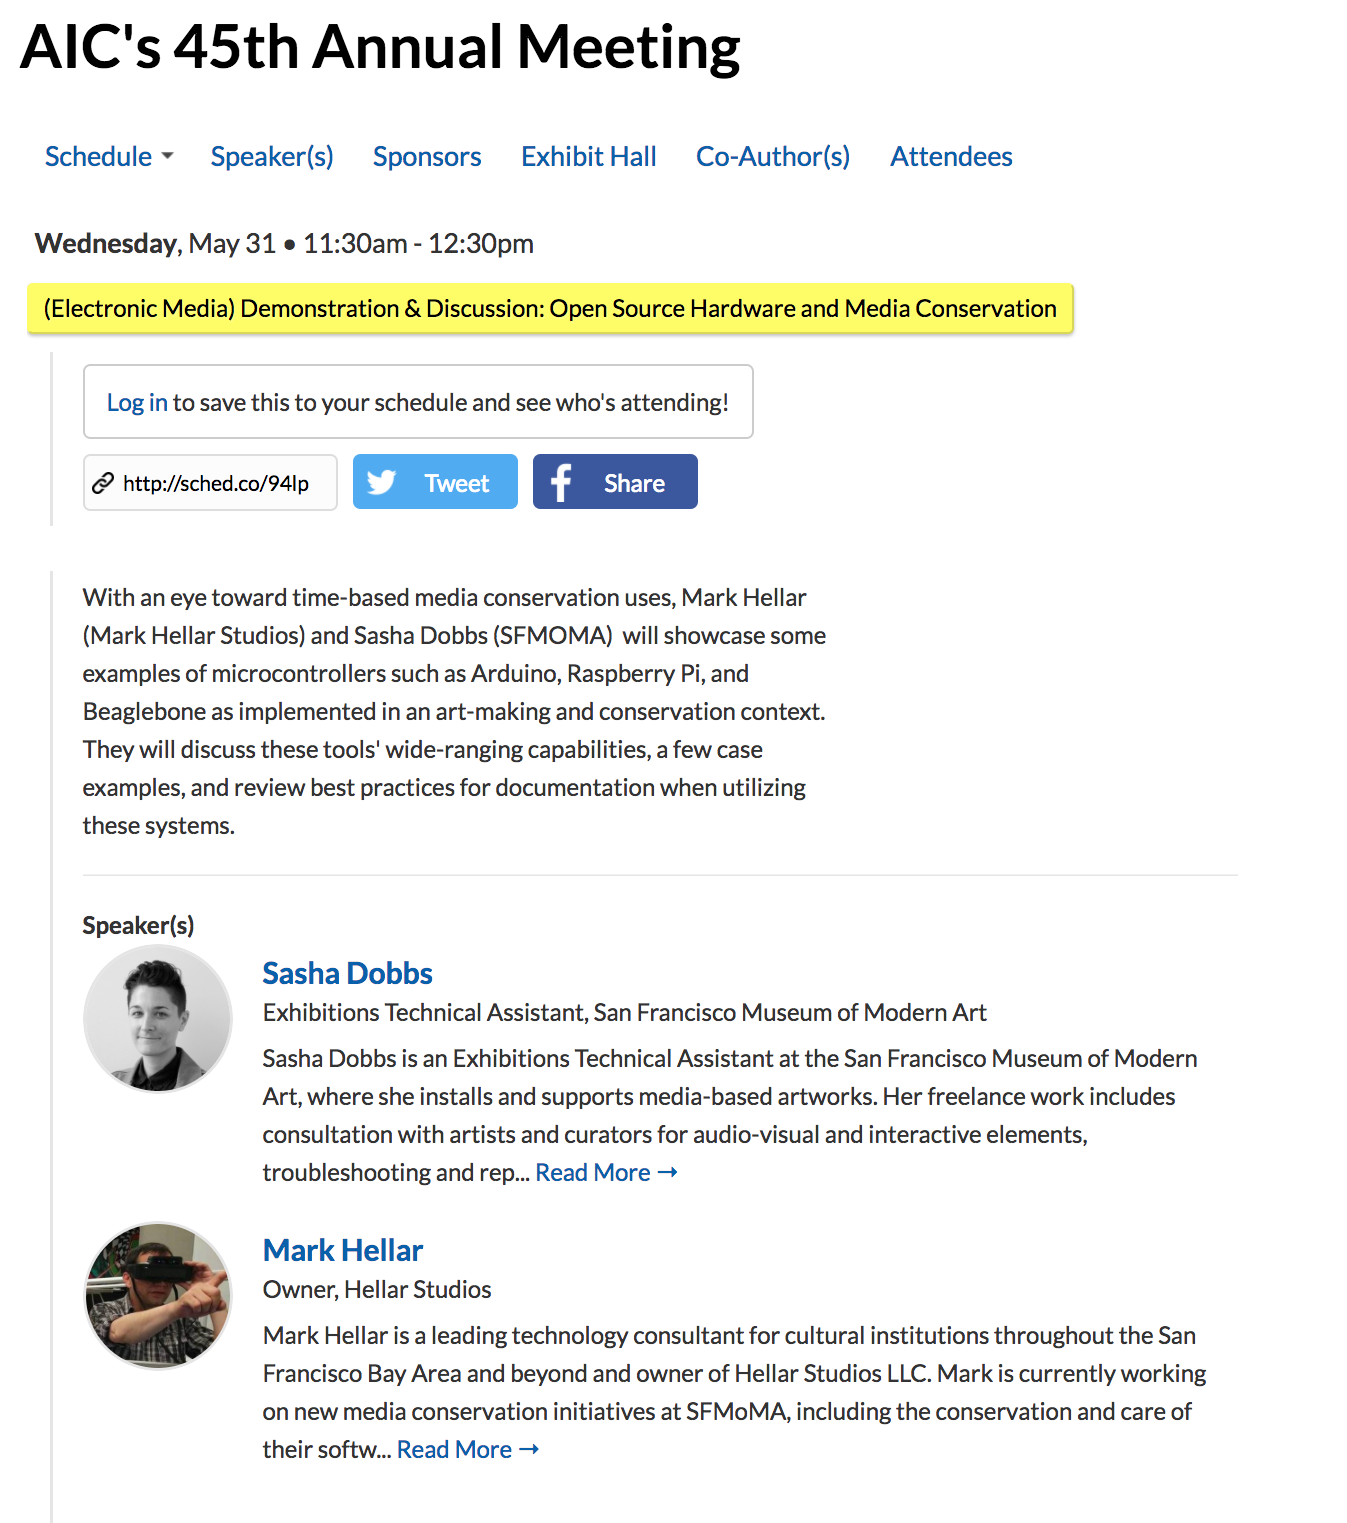 AIC's 45th Annual Meeting
Schedule Speaker(s) Sponsors Exhibit Hall Co-Author(s) Attendees
Wednesday, May 31 • 11:30am - 12:30pm
(Electronic Media) Demonstration & Discussion: Open Source Hardware and Media Conservation
Log in to save this to your schedule and see who's attending!
http://sched.co/94lp Tweet Share
With an eye toward time-based media conservation uses, Mark Hellar
(Mark Hellar Studios) and Sasha Dobbs (SFMOMA)  will showcase some
examples of microcontrollers such as Arduino, Raspberry Pi, and
Beaglebone as implemented in an art-making and conservation context.
They will discuss these tools' wide-ranging capabilities, a few case
examples, and review best practices for documentation when utilizing
these systems.
Speaker(s)
Sasha Dobbs
Exhibitions Technical Assistant, San Francisco Museum of Modern Art
Sasha Dobbs is an Exhibitions Technical Assistant at the San Francisco Museum of Modern
Art, where she installs and supports media-based artworks. Her freelance work includes
consultation with artists and curators for audio-visual and interactive elements,
troubleshooting and rep... Read More →
Mark Hellar
Owner, Hellar Studios
Mark Hellar is a leading technology consultant for cultural institutions throughout the San
Francisco Bay Area and beyond and owner of Hellar Studios LLC. Mark is currently working
on new media conservation initiatives at SFMoMA, including the conservation and care of
their softw... Read More →